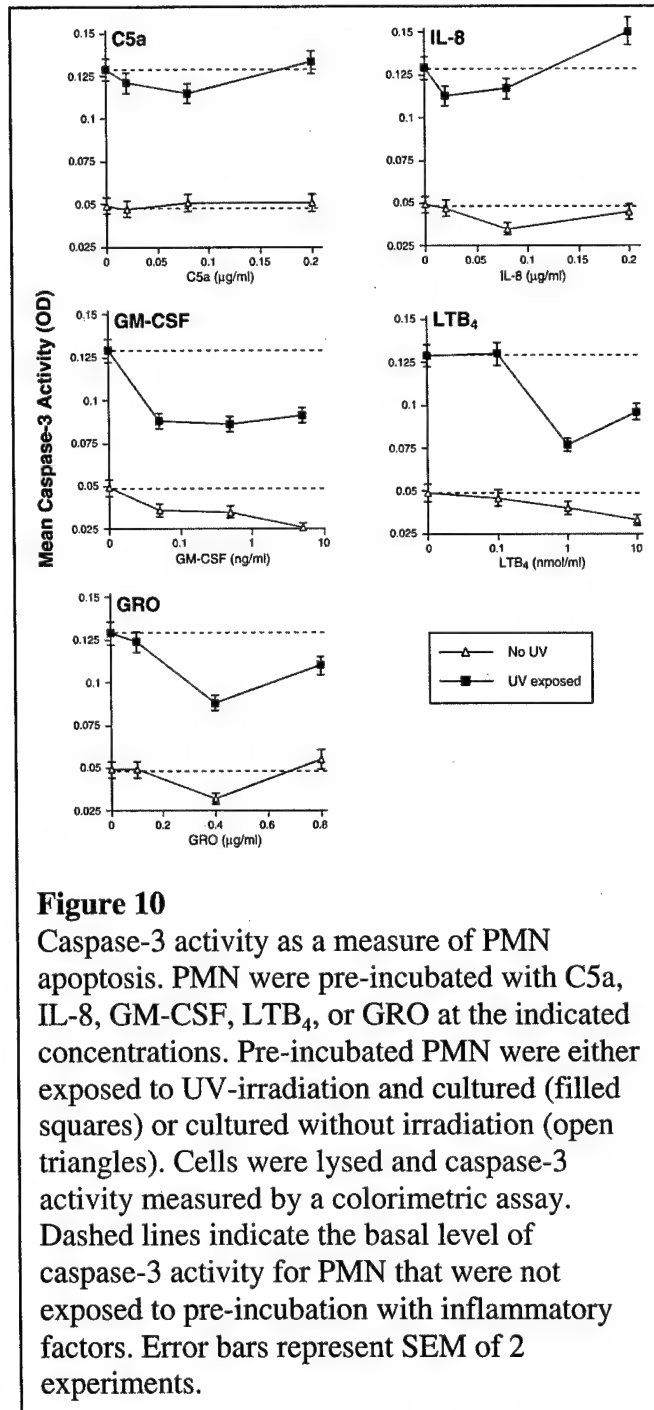 C5a
0.15
0.125
0.1
0.075
0.05
0.025
0 0.05 0.1 0.15 0.2
C5a (µg/ml)
IL-8
0.15
0.125
0.1
0.075
0.05
0.025
0 0.05 0.1 0.15 0.2
IL-8 (µg/ml)
Mean Caspase-3 Activity (OD)
GM-CSF
0.15
0.125
0.1
0.075
0.05
0.025
0 0.1 1 10
GM-CSF (ng/ml)
LTB₄
0.15
0.125
0.1
0.075
0.05
0.025
0 0.1 1 10
LTB₄ (nmol/ml)
GRO
0.15
0.125
0.1
0.075
0.05
0.025
0 0.2 0.4 0.6 0.8
GRO (µg/ml)
No UV
UV exposed
Figure 10
Caspase-3 activity as a measure of PMN
apoptosis. PMN were pre-incubated with C5a,
IL-8, GM-CSF, LTB₄, or GRO at the indicated
concentrations. Pre-incubated PMN were either
exposed to UV-irradiation and cultured (filled
squares) or cultured without irradiation (open
triangles). Cells were lysed and caspase-3
activity measured by a colorimetric assay.
Dashed lines indicate the basal level of
caspase-3 activity for PMN that were not
exposed to pre-incubation with inflammatory
factors. Error bars represent SEM of 2
experiments.